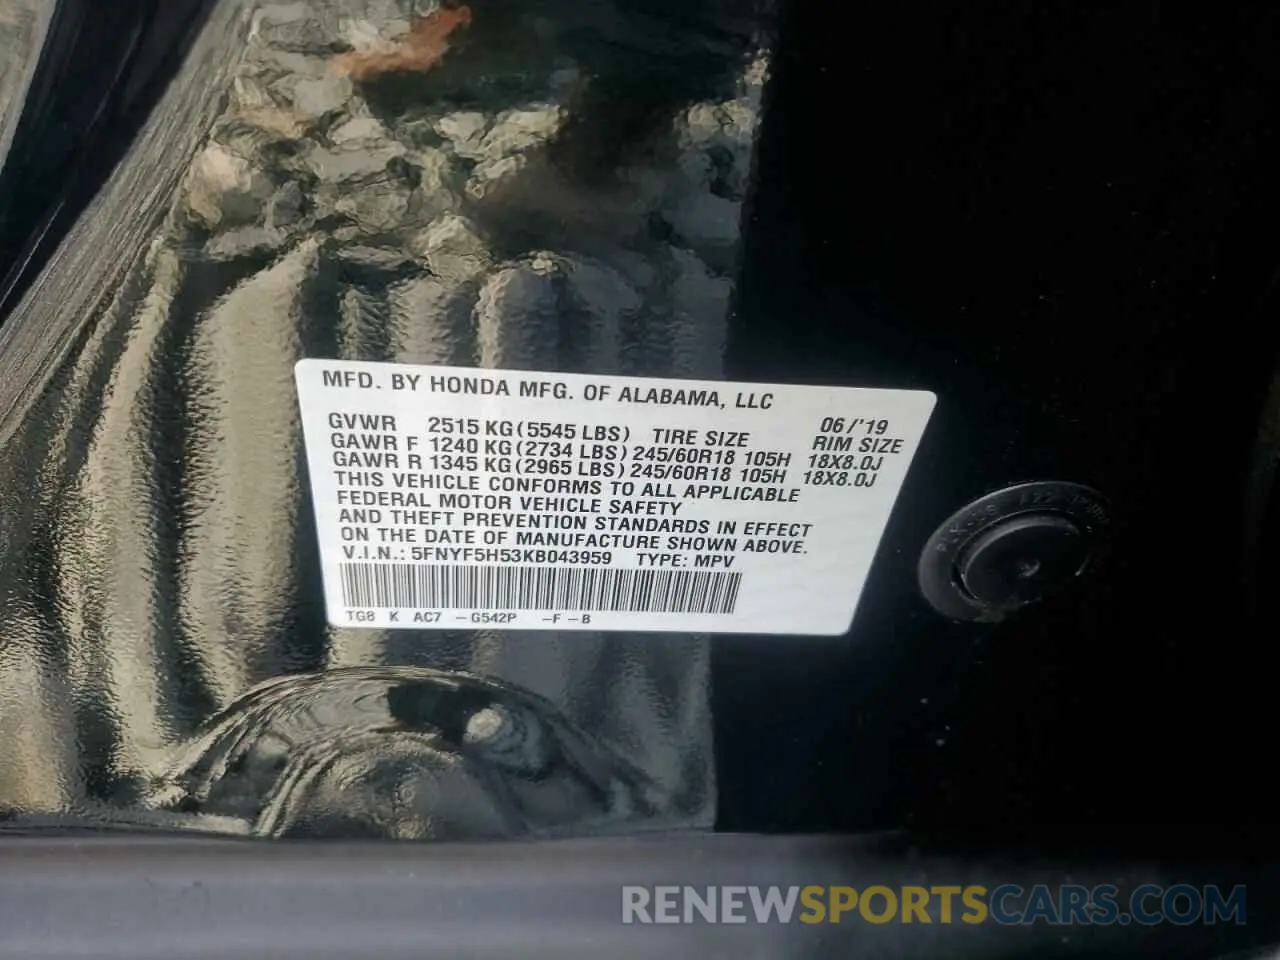 MFD. BY HONDA MFG. OF ALABAMA, LLC
06/'19
GVWR 2515 KG (5545 LBS) TIRE SIZE RIM SIZE
GAWR F 1240 KG (2734 LBS) 245/60R18 105H 18X8.0J
GAWR R 1345 KG (2965 LBS) 245/60R18 105H 18X8.0J
THIS VEHICLE CONFORMS TO ALL APPLICABLE
FEDERAL MOTOR VEHICLE SAFETY
AND THEFT PREVENTION STANDARDS IN EFFECT
ON THE DATE OF MANUFACTURE SHOWN ABOVE.
V.I.N.: 5FNYF5H53KB043959 TYPE: MPV
TG8 K AC7 -G542P -F -B
RENEWSPORTSCARS.COM